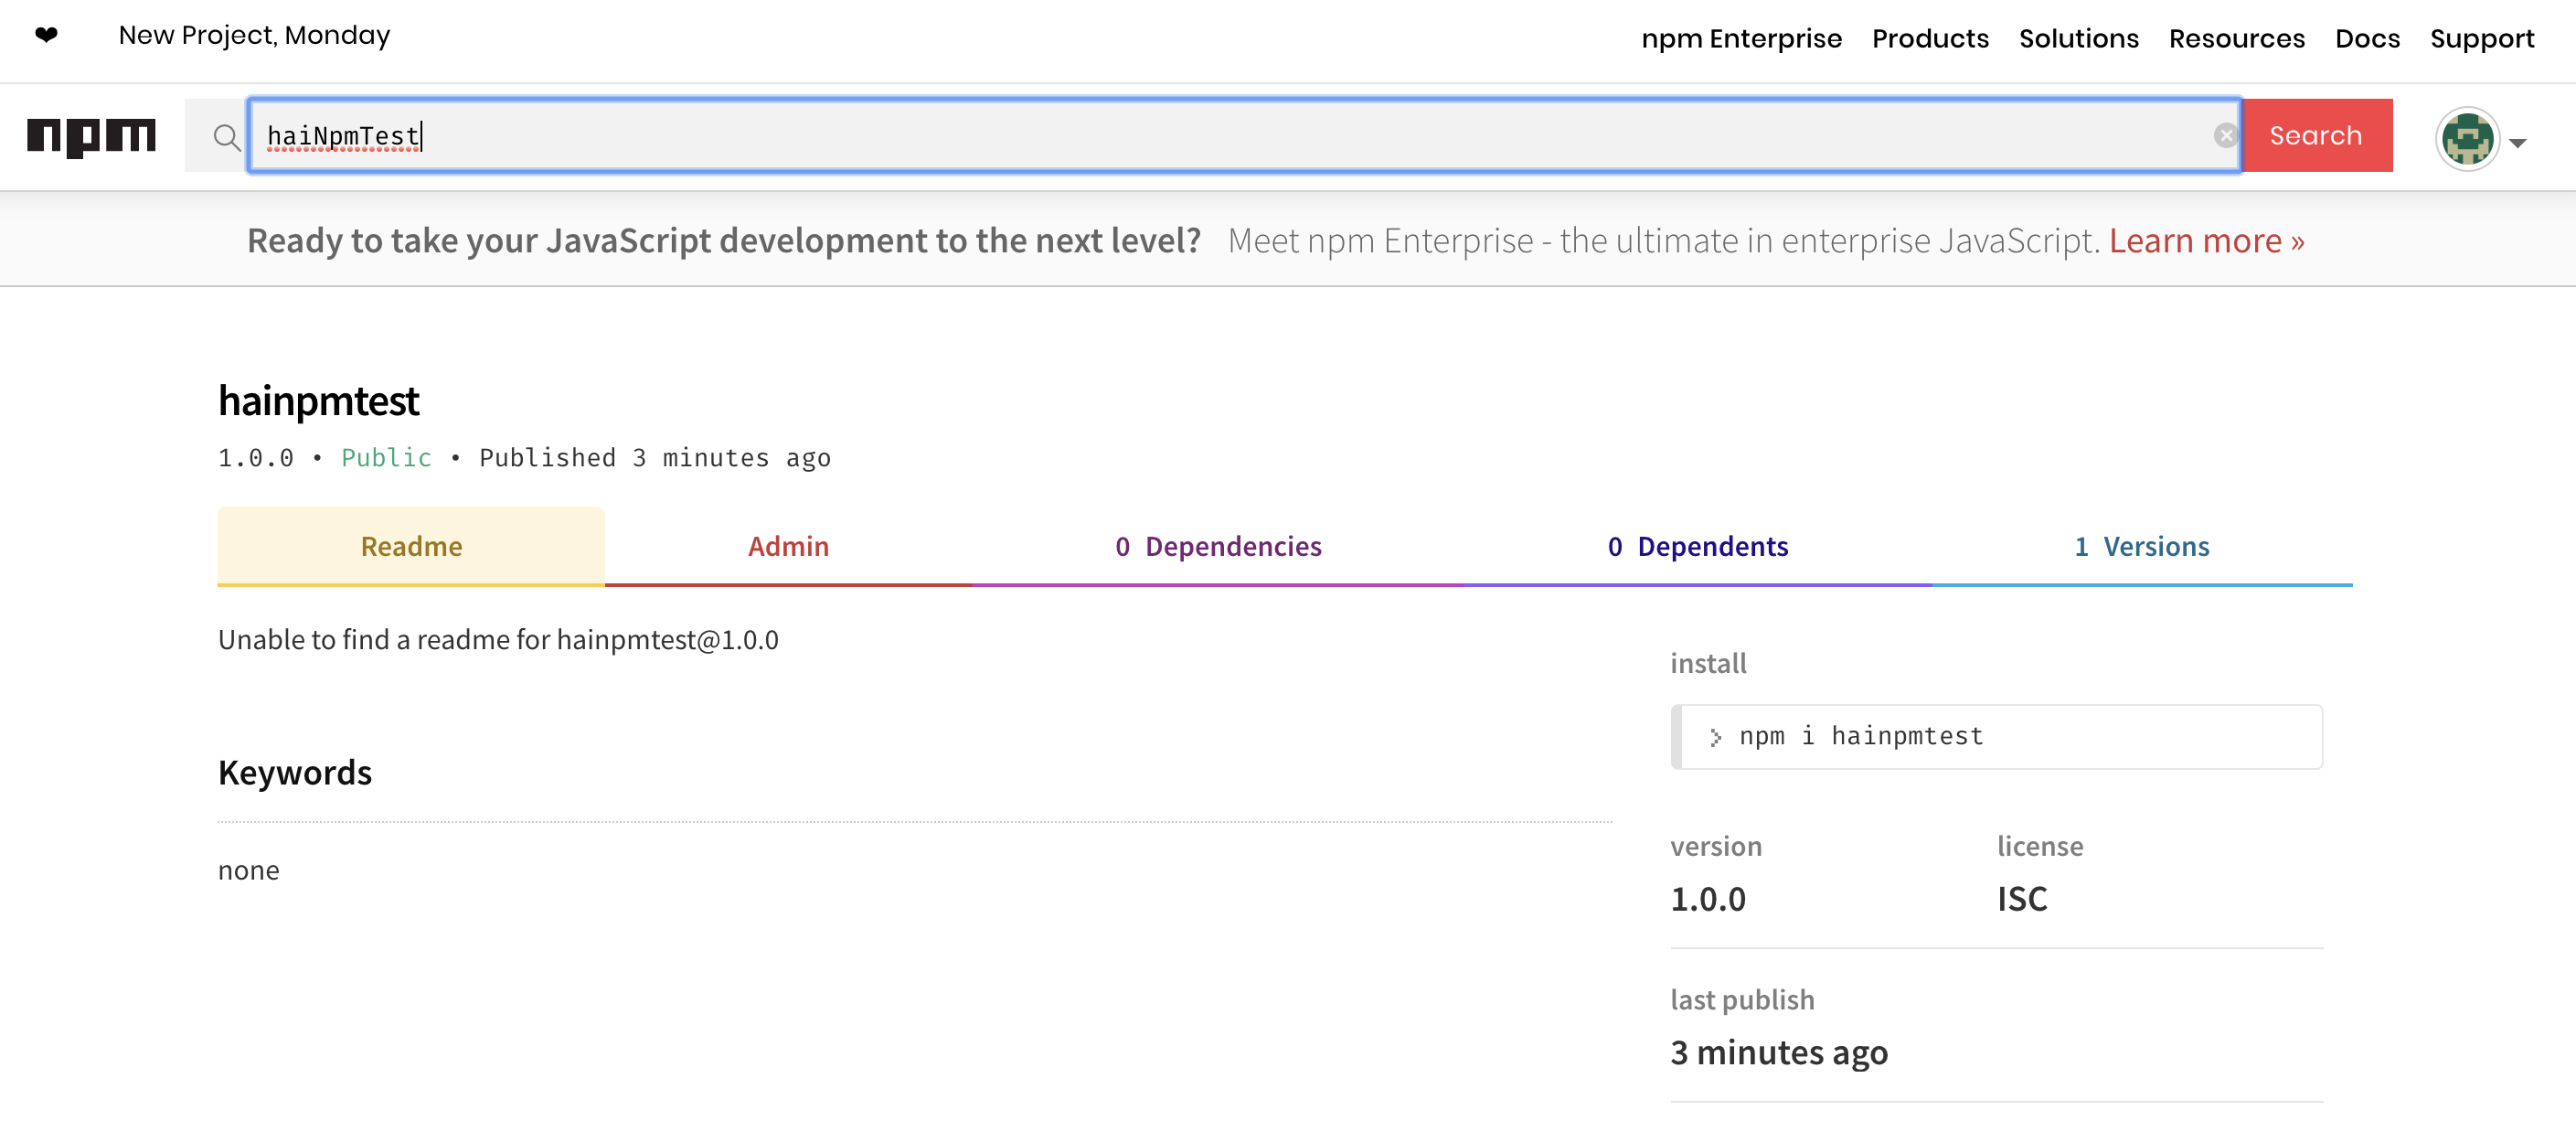 ❤ New Project, Monday npm Enterprise Products Solutions Resources Docs Support
npm haiNpmTest Search
Ready to take your JavaScript development to the next level? Meet npm Enterprise - the ultimate in enterprise JavaScript. Learn more »
hainpmtest
1.0.0 • Public • Published 3 minutes ago
Readme Admin 0 Dependencies 0 Dependents 1 Versions
Unable to find a readme for hainpmtest@1.0.0
Keywords
none
install
npm i hainpmtest
version license
1.0.0 ISC
last publish
3 minutes ago